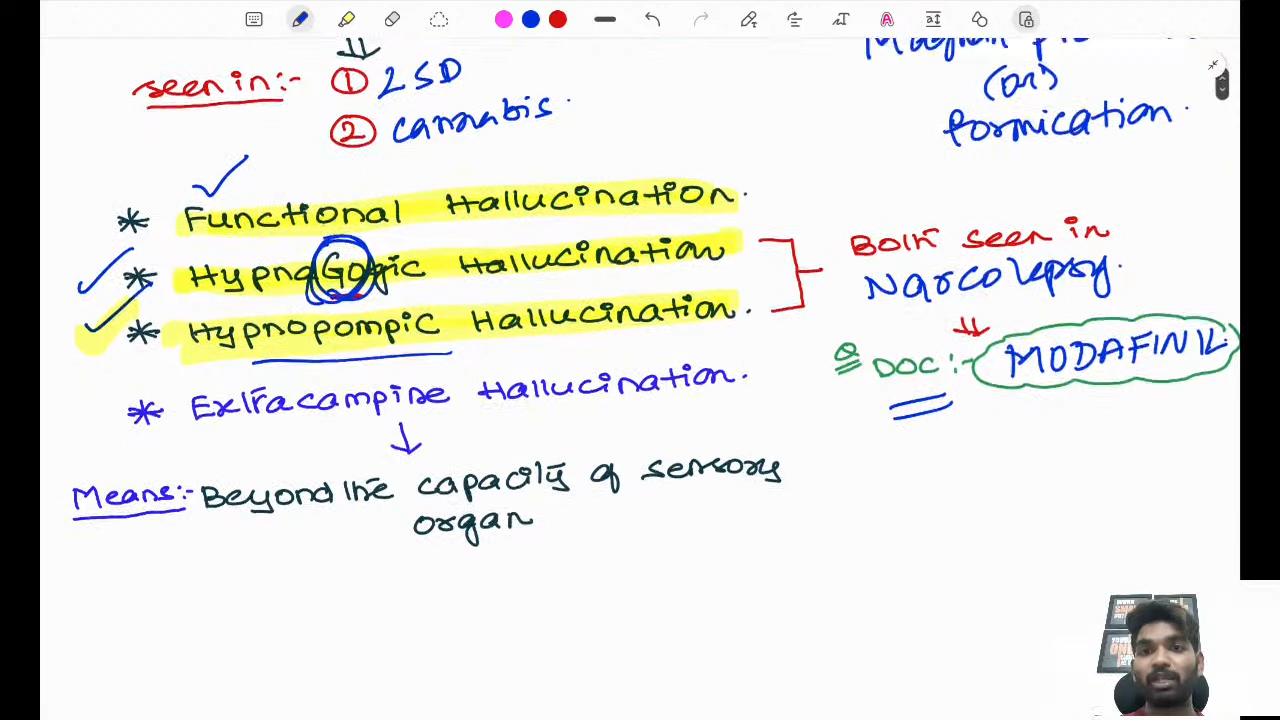 seen in:- ① LSD
② cannabis.
(or)
formication.
* Functional Hallucination.
* HypnaGogic Hallucination
* Hypnopompic Hallucination.
Both seen in
Narcolepsy.
DOC:- MODAFINIL
* Extracampine Hallucination.
Means:- Beyond the capacity of sensory
organ